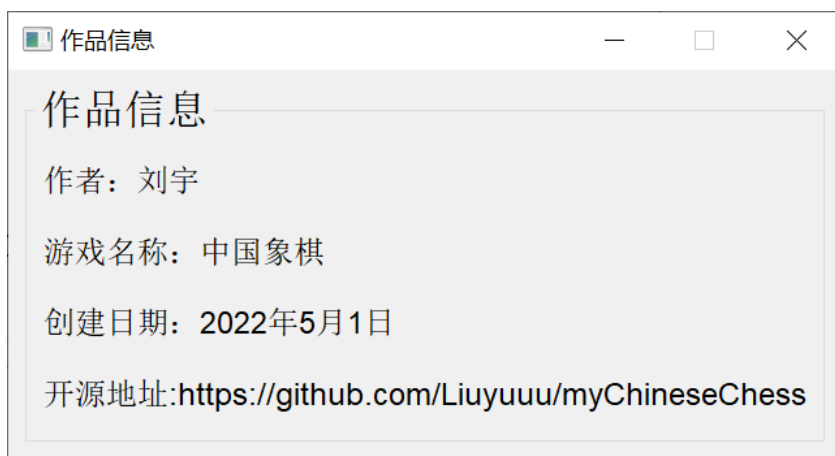 作品信息
作品信息
作者：刘宇
游戏名称：中国象棋
创建日期：2022年5月1日
开源地址:https://github.com/Liuyuuu/myChineseChess